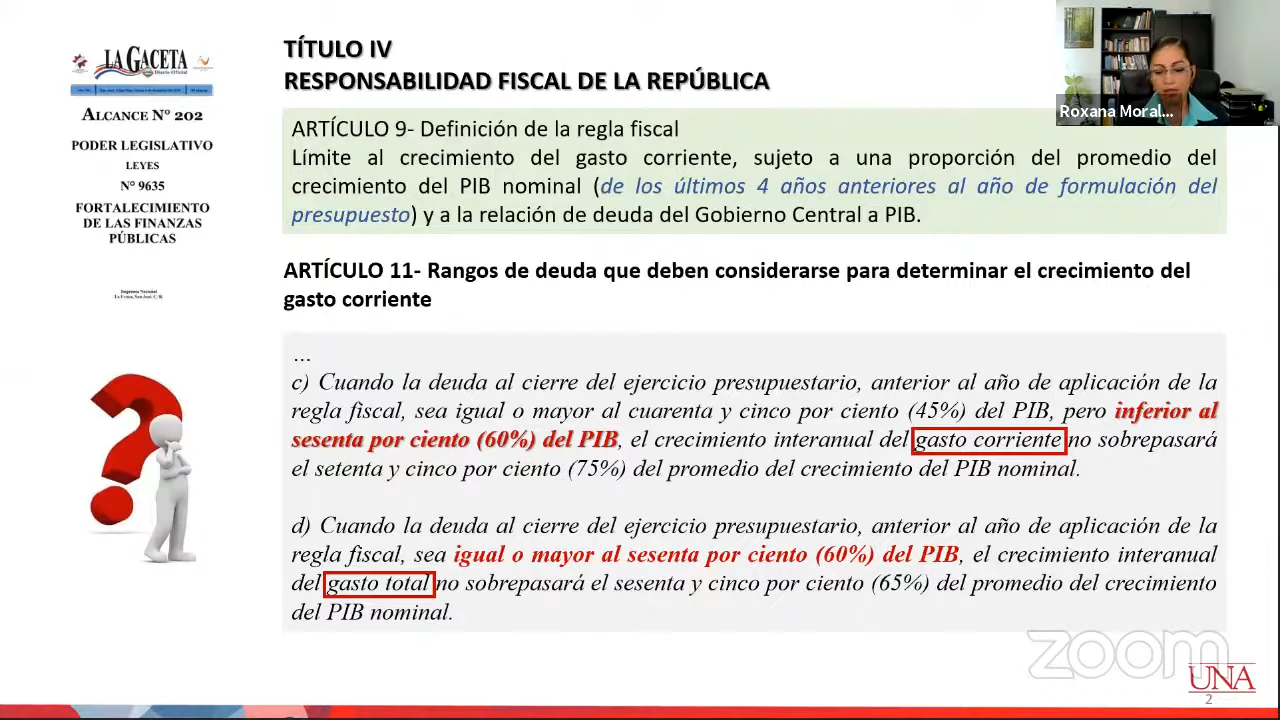 TÍTULO IV
RESPONSABILIDAD FISCAL DE LA REPÚBLICA
LA GACETA
Diario Oficial
ALCANCE N° 202
PODER LEGISLATIVO
LEYES
N° 9635
FORTALECIMIENTO
DE LAS FINANZAS
PÚBLICAS
Imprenta Nacional
La Uruca, San José, C. R.
Roxana Moral...
ARTÍCULO 9- Definición de la regla fiscal
Límite al crecimiento del gasto corriente, sujeto a una proporción del promedio del
crecimiento del PIB nominal (de los últimos 4 años anteriores al año de formulación del
presupuesto) y a la relación de deuda del Gobierno Central a PIB.
ARTÍCULO 11- Rangos de deuda que deben considerarse para determinar el crecimiento del
gasto corriente
...
c) Cuando la deuda al cierre del ejercicio presupuestario, anterior al año de aplicación de la
regla fiscal, sea igual o mayor al cuarenta y cinco por ciento (45%) del PIB, pero inferior al
sesenta por ciento (60%) del PIB, el crecimiento interanual del gasto corriente no sobrepasará
el setenta y cinco por ciento (75%) del promedio del crecimiento del PIB nominal.
d) Cuando la deuda al cierre del ejercicio presupuestario, anterior al año de aplicación de la
regla fiscal, sea igual o mayor al sesenta por ciento (60%) del PIB, el crecimiento interanual
del gasto total no sobrepasará el sesenta y cinco por ciento (65%) del promedio del crecimiento
del PIB nominal.
zoom
UNA
2